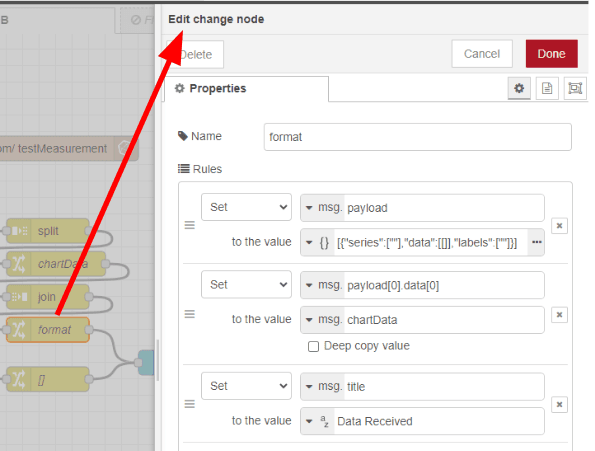 B
Edit change node
Delete
Cancel
Done
Properties
om/ testMeasurement
Name
format
Rules
Set
msg. payload
split
to the value
{} [{"series":[""],"data":[[]],"labels":[""]}]
chartData
Set
msg. payload[0].data[0]
join
to the value
msg. chartData
format
Deep copy value
[]
Set
msg. title
to the value
az Data Received